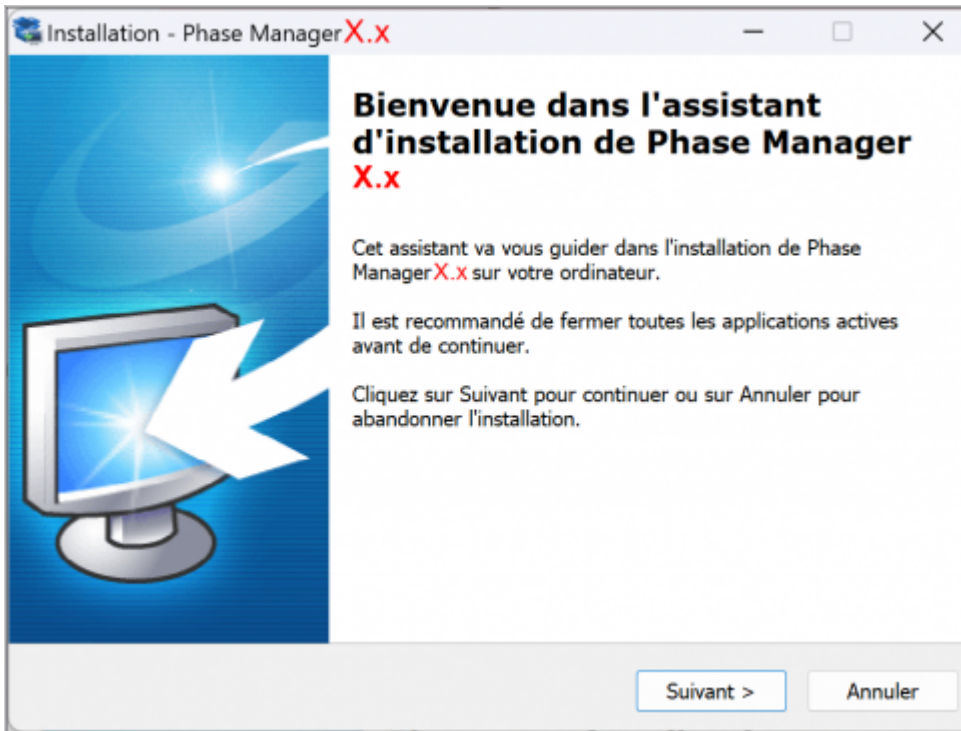 Installation - Phase Manager X.x
Bienvenue dans l'assistant
d'installation de Phase Manager
X.x
Cet assistant va vous guider dans l'installation de Phase
Manager X.x sur votre ordinateur.
Il est recommandé de fermer toutes les applications actives
avant de continuer.
Cliquez sur Suivant pour continuer ou sur Annuler pour
abandonner l'installation.
Suivant > Annuler